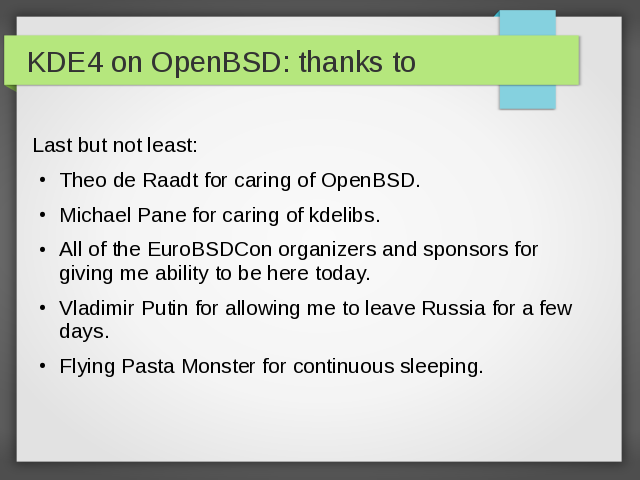 KDE4 on OpenBSD: thanks to
Last but not least:
• Theo de Raadt for caring of OpenBSD.
• Michael Pane for caring of kdelibs.
• All of the EuroBSDCon organizers and sponsors for
giving me ability to be here today.
• Vladimir Putin for allowing me to leave Russia for a few
days.
• Flying Pasta Monster for continuous sleeping.